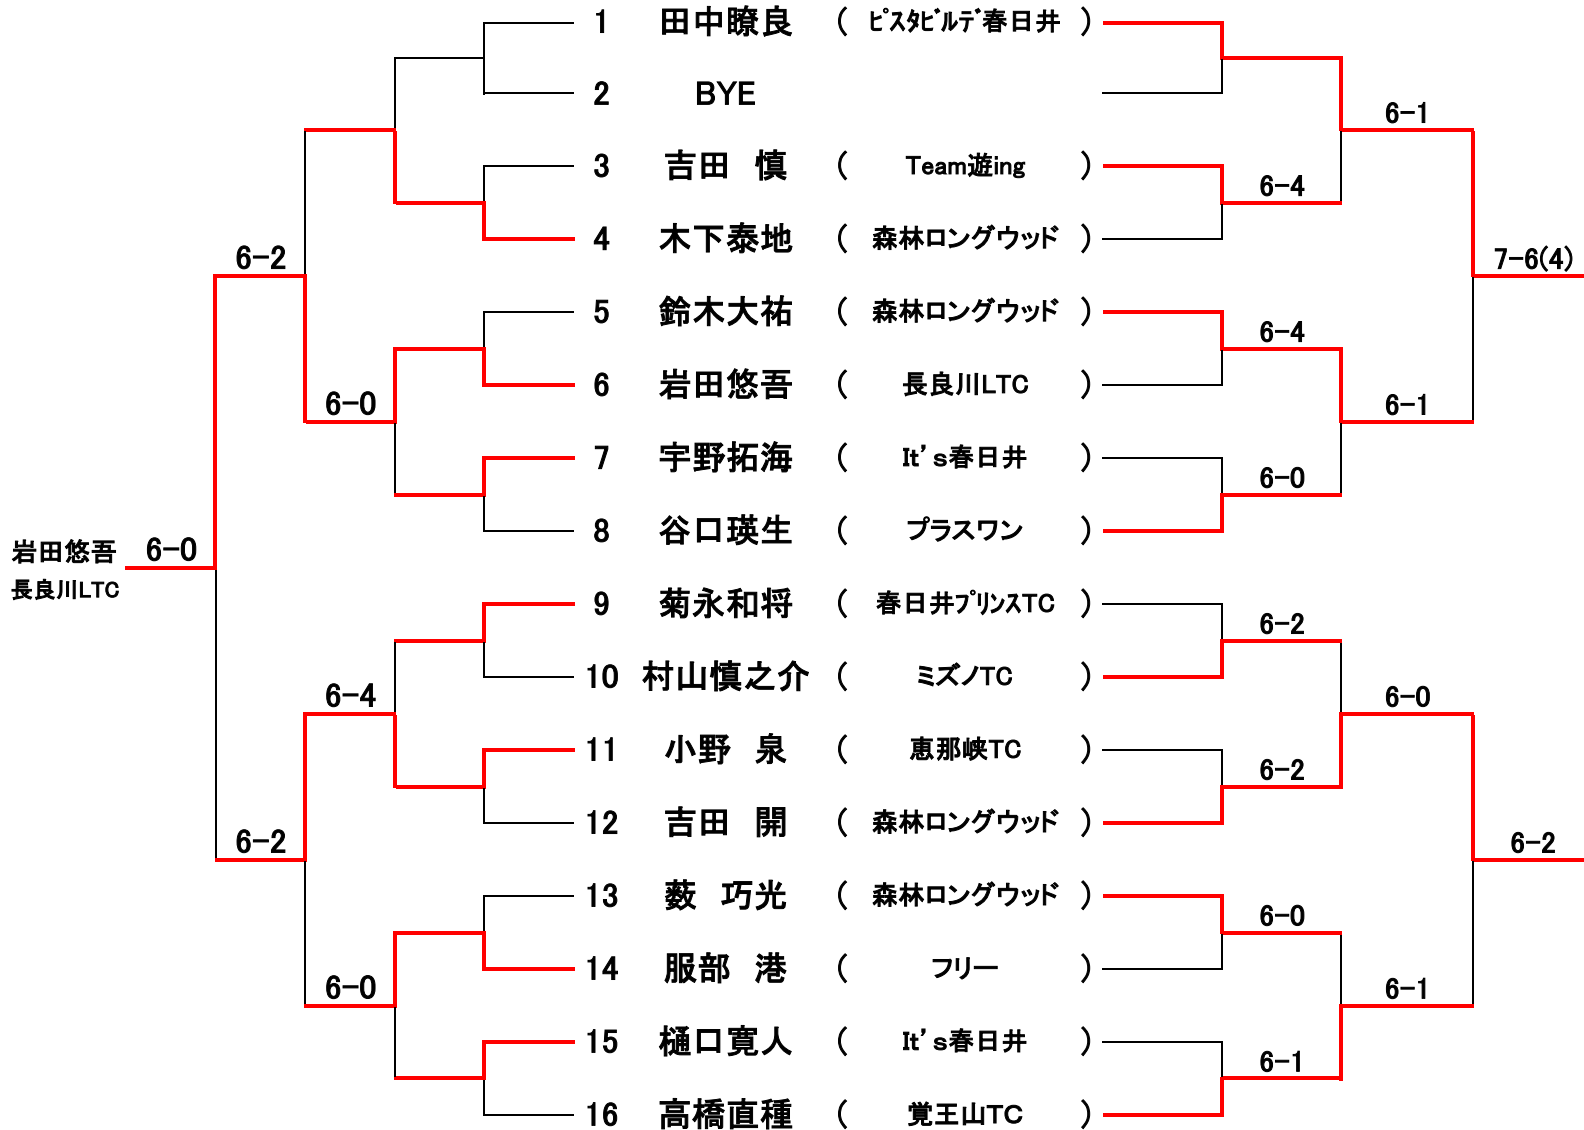 1 田中瞭良 ( ﾋﾟｽﾀﾋﾞﾙﾃﾞ春日井 )
2 BYE
6-1
3 吉田 慎 ( Team遊ing )
6-4
4 木下泰地 ( 森林ロングウッド )
6-2
7-6(4)
5 鈴木大祐 ( 森林ロングウッド )
6-4
6 岩田悠吾 ( 長良川LTC )
6-0
6-1
7 宇野拓海 ( It’s春日井 )
6-0
8 谷口瑛生 ( プラスワン )
岩田悠吾 6-0
長良川LTC
9 菊永和将 ( 春日井ﾌﾟﾘﾝｽTC )
6-2
10 村山慎之介 ( ミズノTC )
6-4
6-0
11 小野 泉 ( 恵那峡TC )
6-2
12 吉田 開 ( 森林ロングウッド )
6-2
6-2
13 薮 巧光 ( 森林ロングウッド )
6-0
14 服部 港 ( フリー )
6-0
6-1
15 樋口寛人 ( It’s春日井 )
6-1
16 高橋直種 ( 覚王山TC )